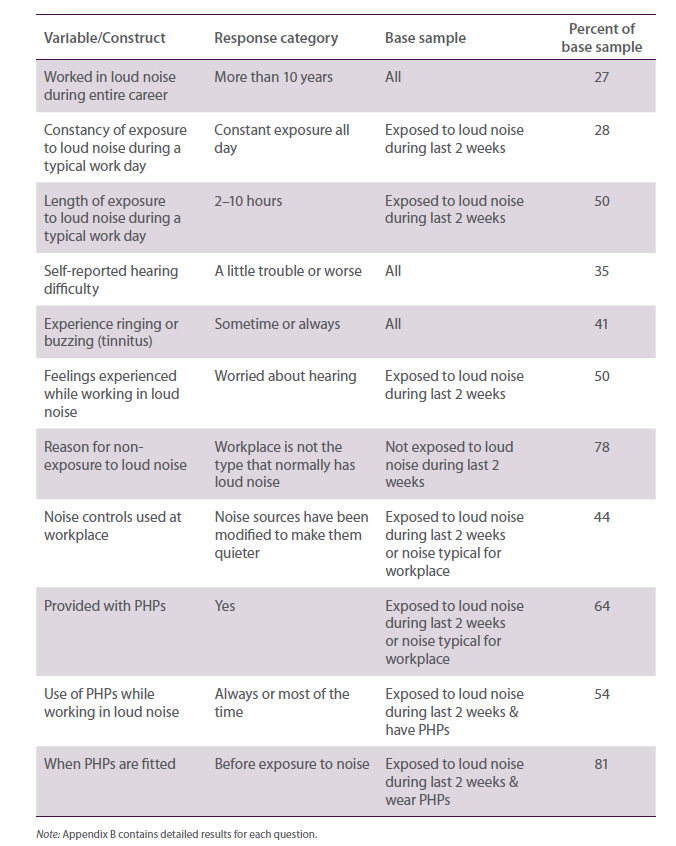 Variable/Construct Response category Base sample Percent of
base sample
Worked in loud noise More than 10 years All 27
during entire career
Constancy of exposure Constant exposure all Exposed to loud noise 28
to loud noise during a day during last 2 weeks
typical work day
Length of exposure 2–10 hours Exposed to loud noise 50
to loud noise during a during last 2 weeks
typical work day
Self-reported hearing A little trouble or worse All 35
difficulty
Experience ringing or Sometime or always All 41
buzzing (tinnitus)
Feelings experienced Worried about hearing Exposed to loud noise 50
while working in loud during last 2 weeks
noise
Reason for non- Workplace is not the Not exposed to loud 78
exposure to loud noise type that normally has noise during last 2
loud noise weeks
Noise controls used at Noise sources have been Exposed to loud noise 44
workplace modified to make them during last 2 weeks
quieter or noise typical for
workplace
Provided with PHPs Yes Exposed to loud noise 64
during last 2 weeks
or noise typical for
workplace
Use of PHPs while Always or most of the Exposed to loud noise 54
working in loud noise time during last 2 weeks &
have PHPs
When PHPs are fitted Before exposure to noise Exposed to loud noise 81
during last 2 weeks &
wear PHPs
Note: Appendix B contains detailed results for each question.